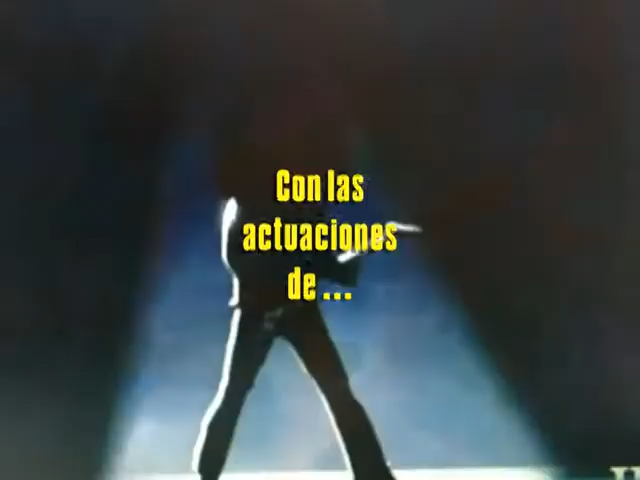 Con las
actuaciones
de ...